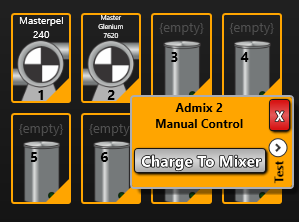 Masterpel
240
1
Master
Glenium
7620
2
(empty)
3
(empty)
4
(empty)
5
(empty)
6
Admix 2
Manual Control
X
Charge To Mixer
Test